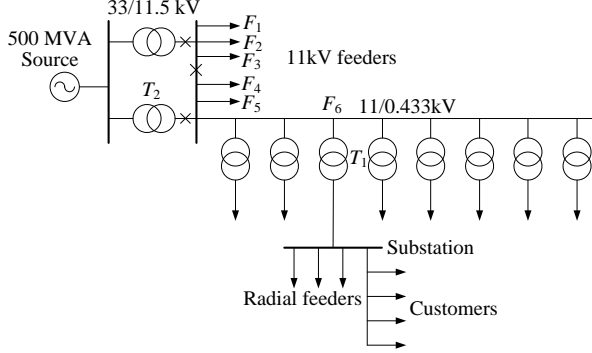 33/11.5 kV
500 MVA
Source
F1
F2
F3
11kV feeders
T2
F4
F5
F6
11/0.433kV
T1
Substation
Radial feeders
Customers